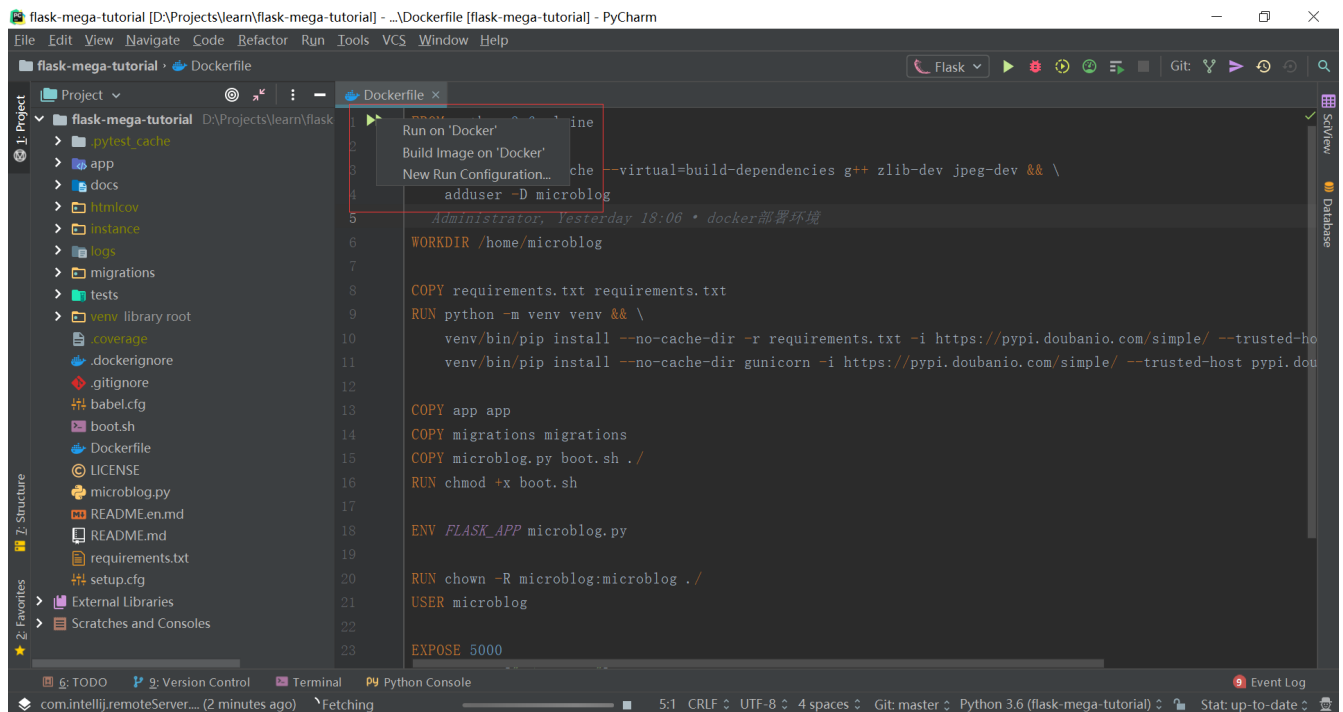 flask-mega-tutorial [D:\Projects\learn\flask-mega-tutorial] - ...\Dockerfile [flask-mega-tutorial] - PyCharm
File Edit View Navigate Code Refactor Run Tools VCS Window Help
flask-mega-tutorial › Dockerfile
Flask
Git:
Project
Dockerfile ×
1: Project
flask-mega-tutorial D:\Projects\learn\flask
.pytest_cache
app
docs
htmlcov
instance
logs
migrations
tests
venv library root
.coverage
.dockerignore
.gitignore
babel.cfg
boot.sh
Dockerfile
LICENSE
microblog.py
README.en.md
README.md
requirements.txt
setup.cfg
External Libraries
Scratches and Consoles
7: Structure
2: Favorites
Run on 'Docker'
Build Image on 'Docker'
New Run Configuration...
1 ine
2
3 che --virtual=build-dependencies g++ zlib-dev jpeg-dev && \
4 adduser -D microblog
5 Administrator, Yesterday 18:06 • docker部署环境
6 WORKDIR /home/microblog
7
8 COPY requirements.txt requirements.txt
9 RUN python -m venv venv && \
10 venv/bin/pip install --no-cache-dir -r requirements.txt -i https://pypi.doubanio.com/simple/ --trusted-ho
11 venv/bin/pip install --no-cache-dir gunicorn -i https://pypi.doubanio.com/simple/ --trusted-host pypi.dou
12
13 COPY app app
14 COPY migrations migrations
15 COPY microblog.py boot.sh ./
16 RUN chmod +x boot.sh
17
18 ENV FLASK_APP microblog.py
19
20 RUN chown -R microblog:microblog ./
21 USER microblog
22
23 EXPOSE 5000
SciView
Database
6: TODO 9: Version Control Terminal Python Console 9 Event Log
com.intellij.remoteServer.... (2 minutes ago) Fetching 5:1 CRLF UTF-8 4 spaces Git: master Python 3.6 (flask-mega-tutorial) Stat: up-to-date